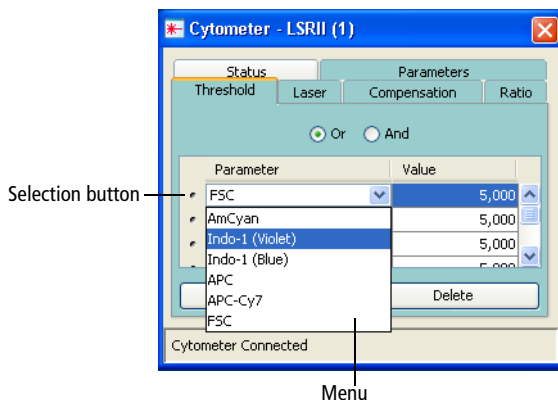 Cytometer - LSRII (1)
Status Parameters
Threshold Laser Compensation Ratio
Or And
Parameter Value
Selection button
FSC 5,000
AmCyan 5,000
Indo-1 (Violet)
Indo-1 (Blue) 5,000
APC
APC-Cy7 Delete
FSC
Cytometer Connected
Menu